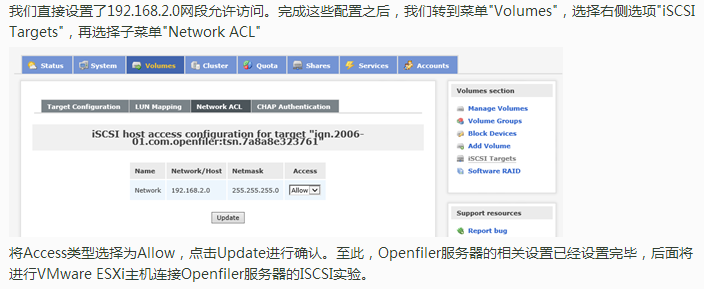 我们直接设置了192.168.2.0网段允许访问。完成这些配置之后，我们转到菜单"Volumes"，选择右侧选项"iSCSI
Targets"，再选择子菜单"Network ACL"
Status System Volumes Cluster Quota Shares Services Accounts
Target Configuration LUN Mapping Network ACL CHAP Authentication
iSCSI host access configuration for target "iqn.2006-
01.com.openfiler:tsn.7a8a8e323761"
Name Network/Host Netmask Access
Network 192.168.2.0 255.255.255.0 Allow
Update
Volumes section
Manage Volumes
Volume Groups
Block Devices
Add Volume
iSCSI Targets
Software RAID
Support resources
Report bug
将Access类型选择为Allow，点击Update进行确认。至此，Openfiler服务器的相关设置已经设置完毕，后面将
进行VMware ESXi主机连接Openfiler服务器的ISCSI实验。